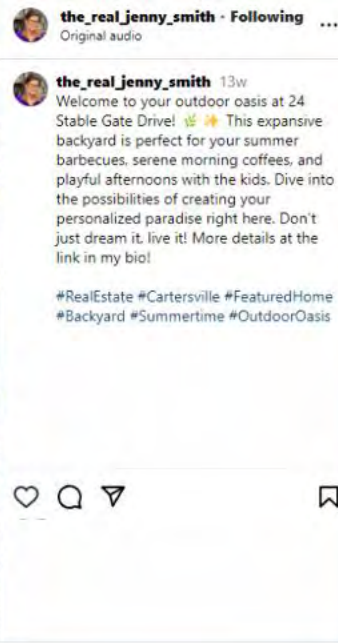 the_real_jenny_smith • Following
Original audio
the_real_jenny_smith 13w
Welcome to your outdoor oasis at 24
Stable Gate Drive! 🌿 ✨ This expansive
backyard is perfect for your summer
barbecues, serene morning coffees, and
playful afternoons with the kids. Dive into
the possibilities of creating your
personalized paradise right here. Don't
just dream it, live it! More details at the
link in my bio!
#RealEstate #Cartersville #FeaturedHome
#Backyard #Summertime #OutdoorOasis